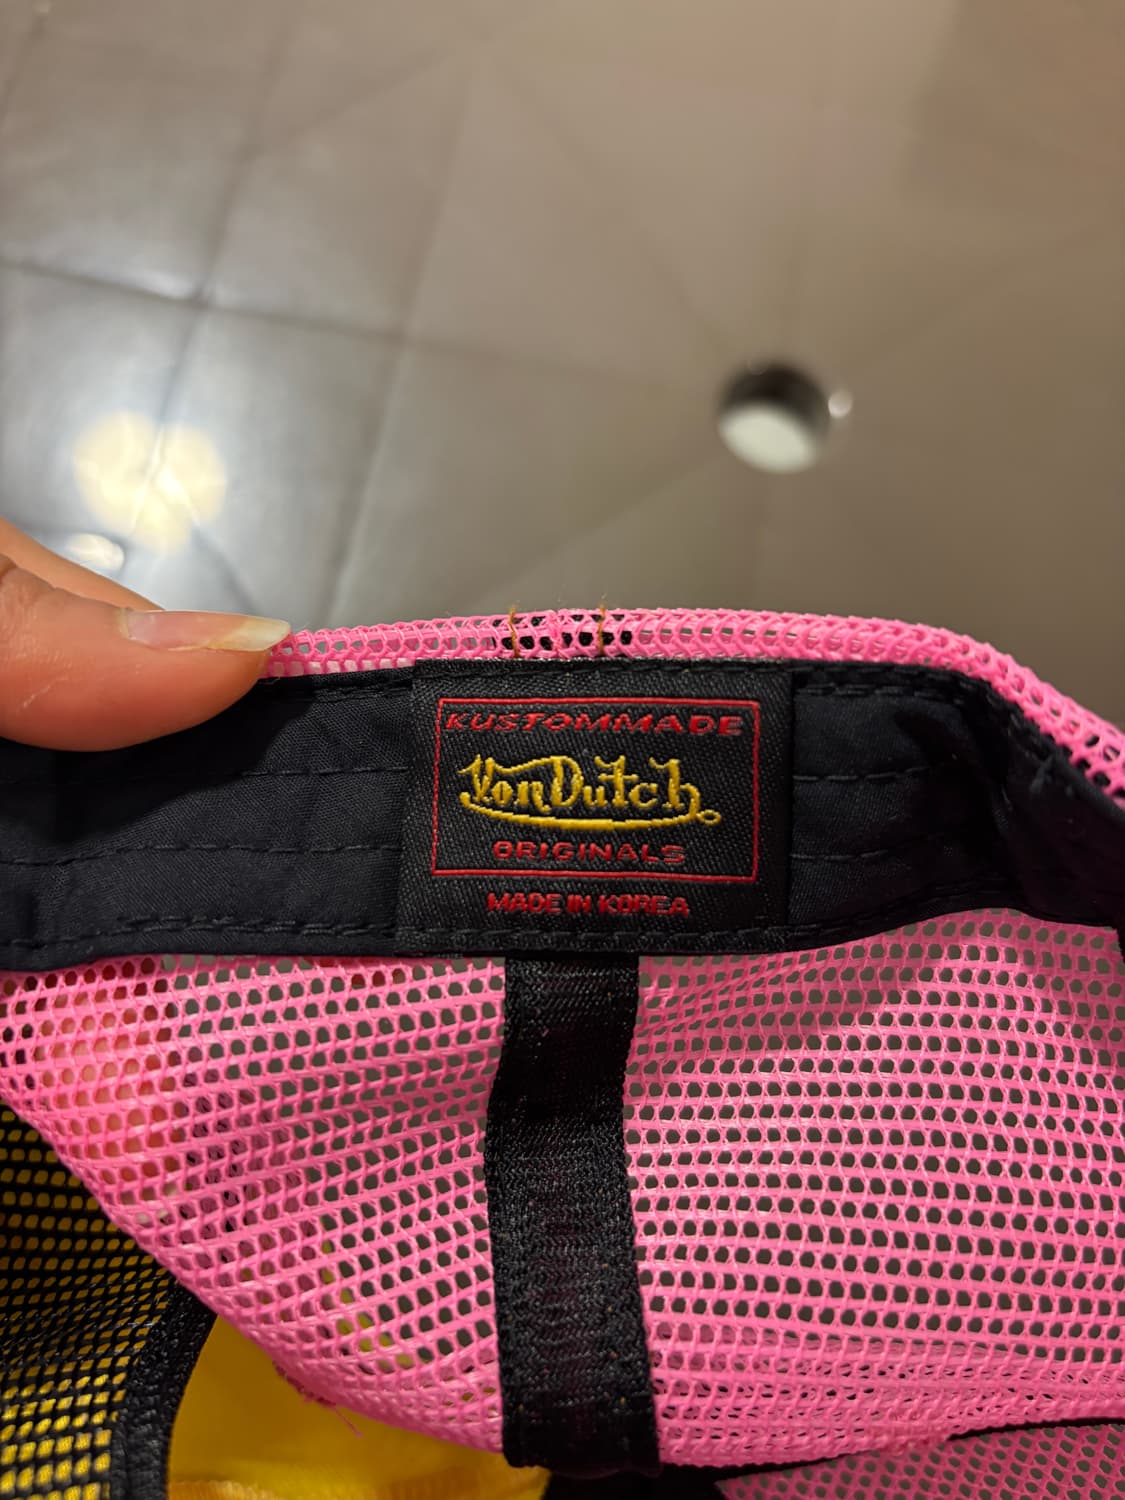 KUSTOMMADE
VonDutch
ORIGINALS
MADE IN KOREA